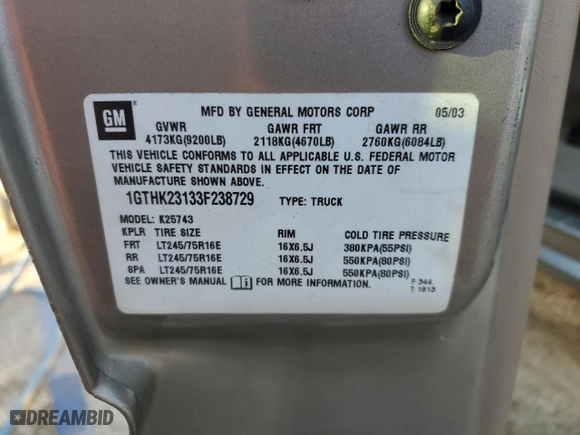 GM ®
MFD BY GENERAL MOTORS CORP 05/03
GVWR GAWR FRT GAWR RR
4173KG(9200LB) 2118KG(4670LB) 2760KG(6084LB)
THIS VEHICLE CONFORMS TO ALL APPLICABLE U.S. FEDERAL MOTOR
VEHICLE SAFETY STANDARDS IN EFFECT ON THE DATE OF
MANUFACTURE SHOWN ABOVE.
1GTHK23133F238729 TYPE: TRUCK
MODEL: K25743
KPLR TIRE SIZE RIM COLD TIRE PRESSURE
FRT LT245/75R16E 16X6.5J 380KPA(55PSI)
RR LT245/75R16E 16X6.5J 550KPA(80PSI)
SPA LT245/75R16E 16X6.5J 550KPA(80PSI)
SEE OWNER'S MANUAL FOR MORE INFORMATION.
F 344
T 1813
DREAMBID